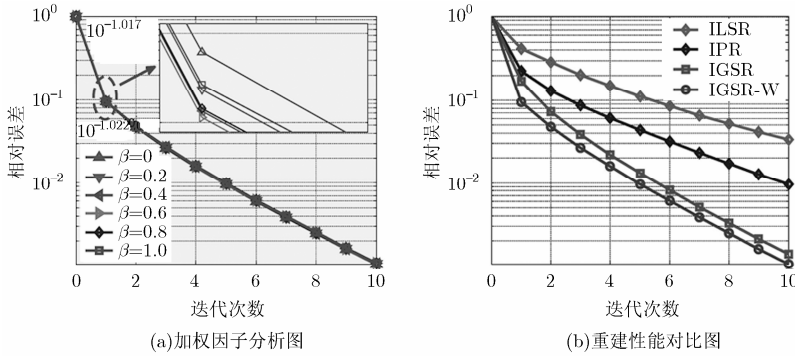 10^0
10^-1
10^-2
10^-1.017
10^-1.022
β=0
β=0.2
β=0.4
β=0.6
β=0.8
β=1.0
相对误差
0 2 4 6 8 10
迭代次数
(a)加权因子分析图
10^0
10^-1
10^-2
ILSR
IPR
IGSR
IGSR-W
相对误差
0 2 4 6 8 10
迭代次数
(b)重建性能对比图